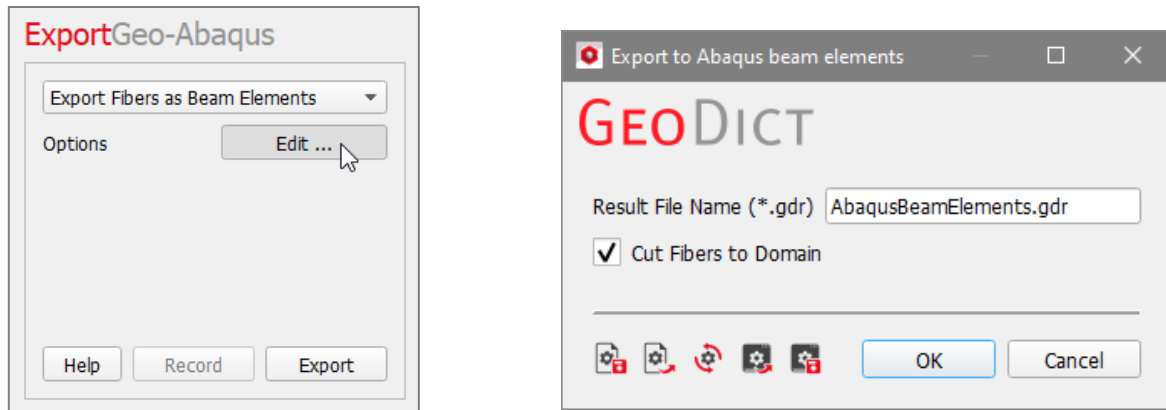 ExportGeo-Abaqus
Export Fibers as Beam Elements
Options Edit ...
Help Record Export
Export to Abaqus beam elements
GEODICT
Result File Name (*.gdr) AbaqusBeamElements.gdr
Cut Fibers to Domain
OK Cancel